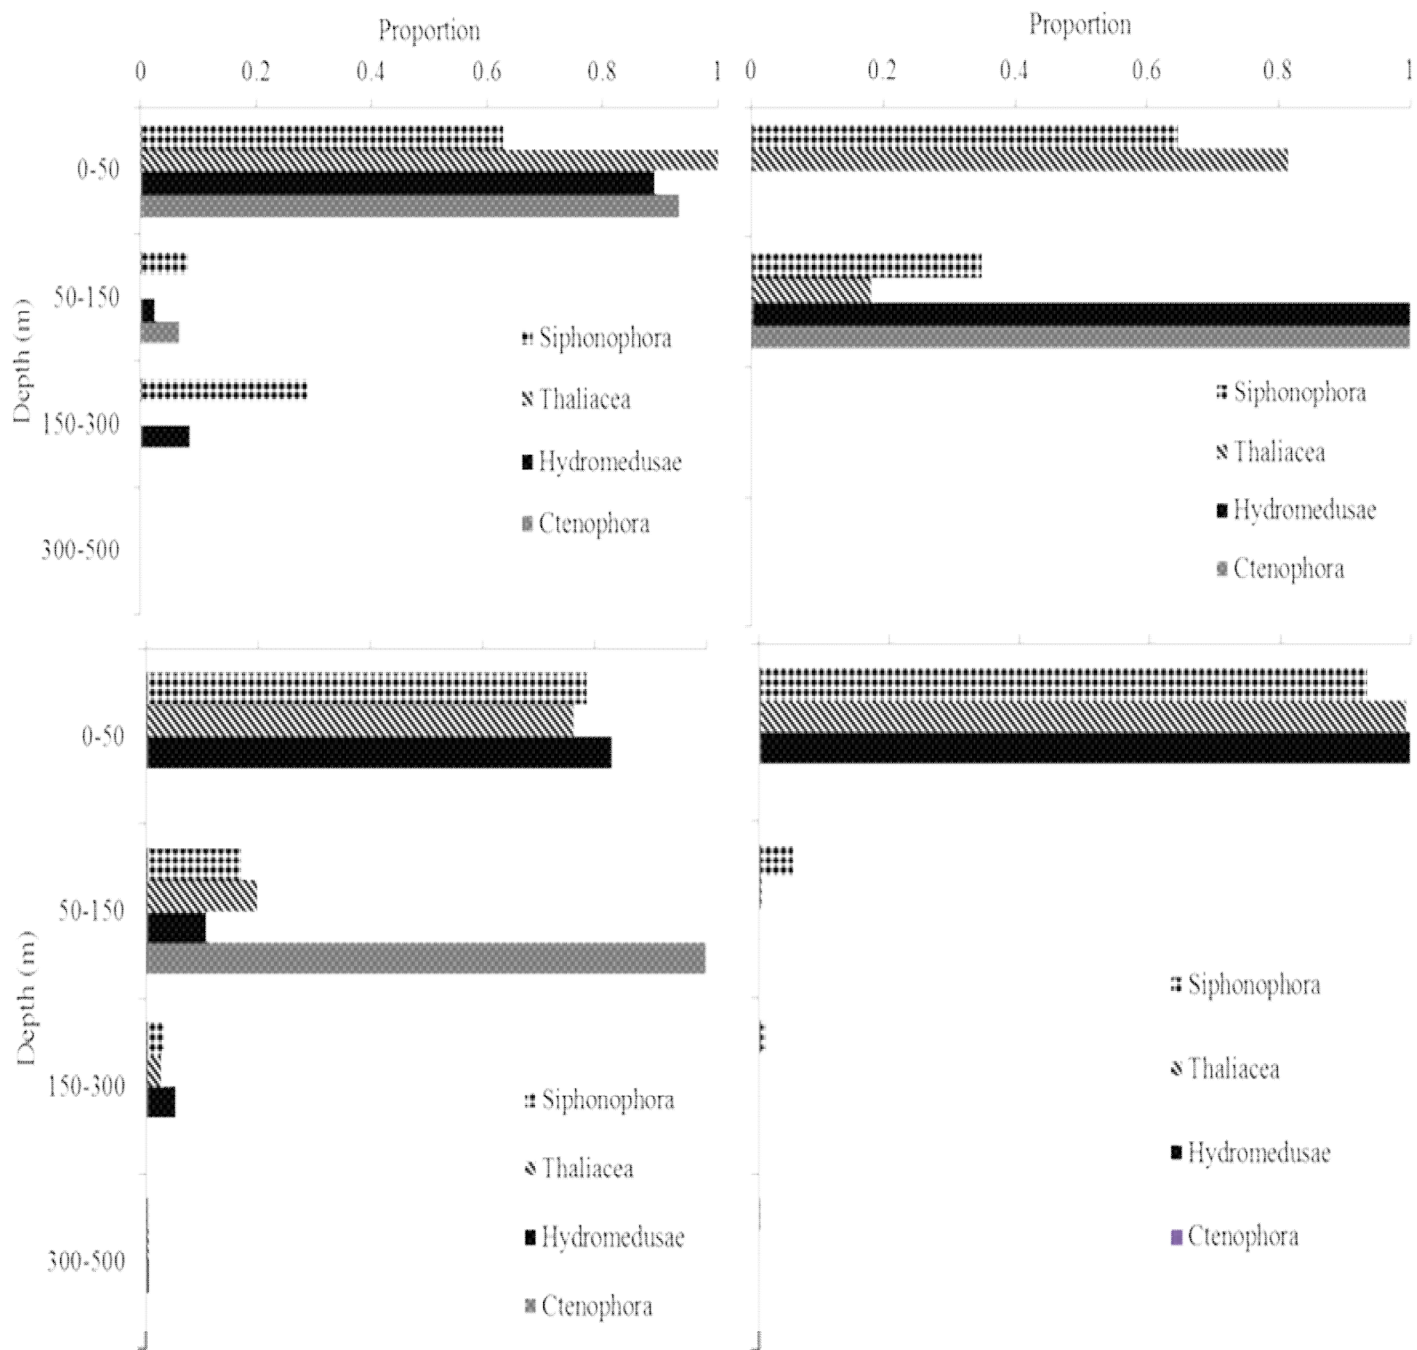 Proportion
0 0.2 0.4 0.6 0.8 1
0-50
50-150
150-300
300-500
Depth (m)
Siphonophora
Thaliacea
Hydromedusae
Ctenophora
Proportion
0 0.2 0.4 0.6 0.8 1
Siphonophora
Thaliacea
Hydromedusae
Ctenophora
0-50
50-150
150-300
300-500
Depth (m)
Siphonophora
Thaliacea
Hydromedusae
Ctenophora
Siphonophora
Thaliacea
Hydromedusae
Ctenophora